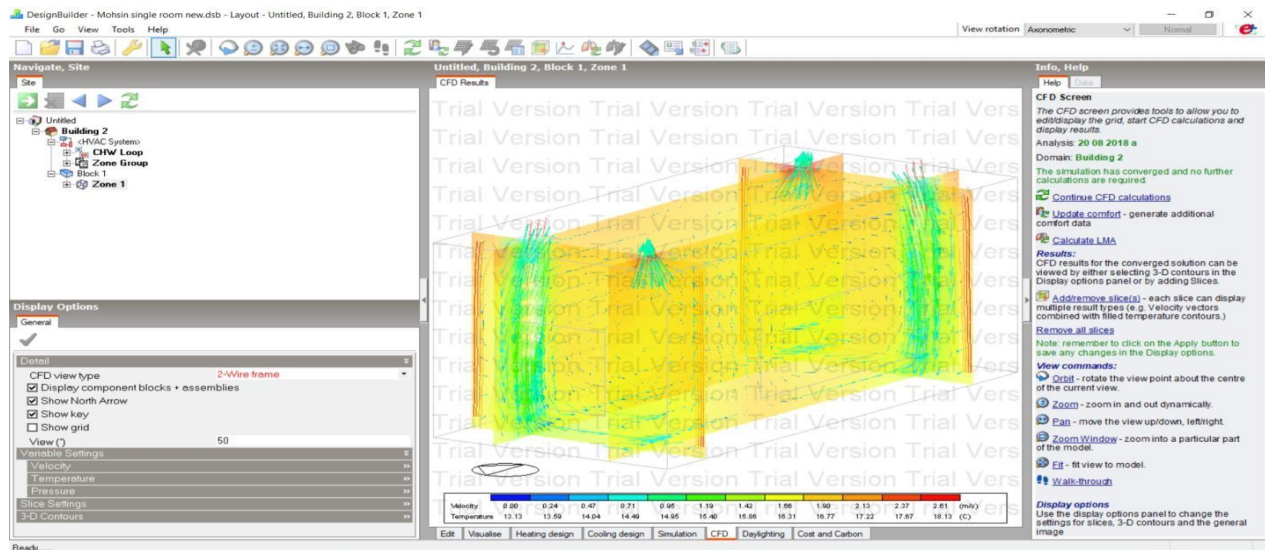 DesignBuilder - Mohsin single room new.dsb - Layout - Untitled, Building 2, Block 1, Zone 1
File Go View Tools Help
View rotation Axonometric Normal
Navigate, Site
Site
Untitled
Building 2
<HVAC System>
CHW Loop
Zone Group
Block 1
Zone 1
Display Options
General
Detail
CFD view type 2-Wire frame
Display component blocks + assemblies
Show North Arrow
Show key
Show grid
View (°) 50
Variable Settings
Velocity
Temperature
Pressure
Slice Settings
3-D Contours
Untitled, Building 2, Block 1, Zone 1
CFD Results
Trial Version Trial Version Trial Version Trial Vers
Velocity 0.00 0.24 0.47 0.71 0.95 1.19 1.42 1.66 1.90 2.13 2.37 2.61 (m/s)
Temperature 13.13 13.59 14.04 14.49 14.95 15.40 15.86 16.31 16.77 17.22 17.67 18.13 (C)
Edit Visualise Heating design Cooling design Simulation CFD Daylighting Cost and Carbon
Info, Help
Help Data
CFD Screen
The CFD screen provides tools to allow you to
edit/display the grid, start CFD calculations and
display results.
Analysis: 20 08 2018 a
Domain: Building 2
The simulation has converged and no further
calculations are required.
Continue CFD calculations
Update comfort - generate additional
comfort data
Calculate LMA
Results:
CFD results for the converged solution can be
viewed by either selecting 3-D contours in the
Display options panel or by adding Slices.
Add/remove slice(s) - each slice can display
multiple result types (e.g. Velocity vectors
combined with filled temperature contours.)
Remove all slices
Note: remember to click on the Apply button to
save any changes in the Display options.
View commands:
Orbit - rotate the view point about the centre
of the current view.
Zoom - zoom in and out dynamically.
Pan - move the view up/down, left/right.
Zoom Window - zoom into a particular part
of the model.
Fit - fit view to model.
Walk-through
Display options
Use the display options panel to change the
settings for slices, 3-D contours and the general
image
Ready